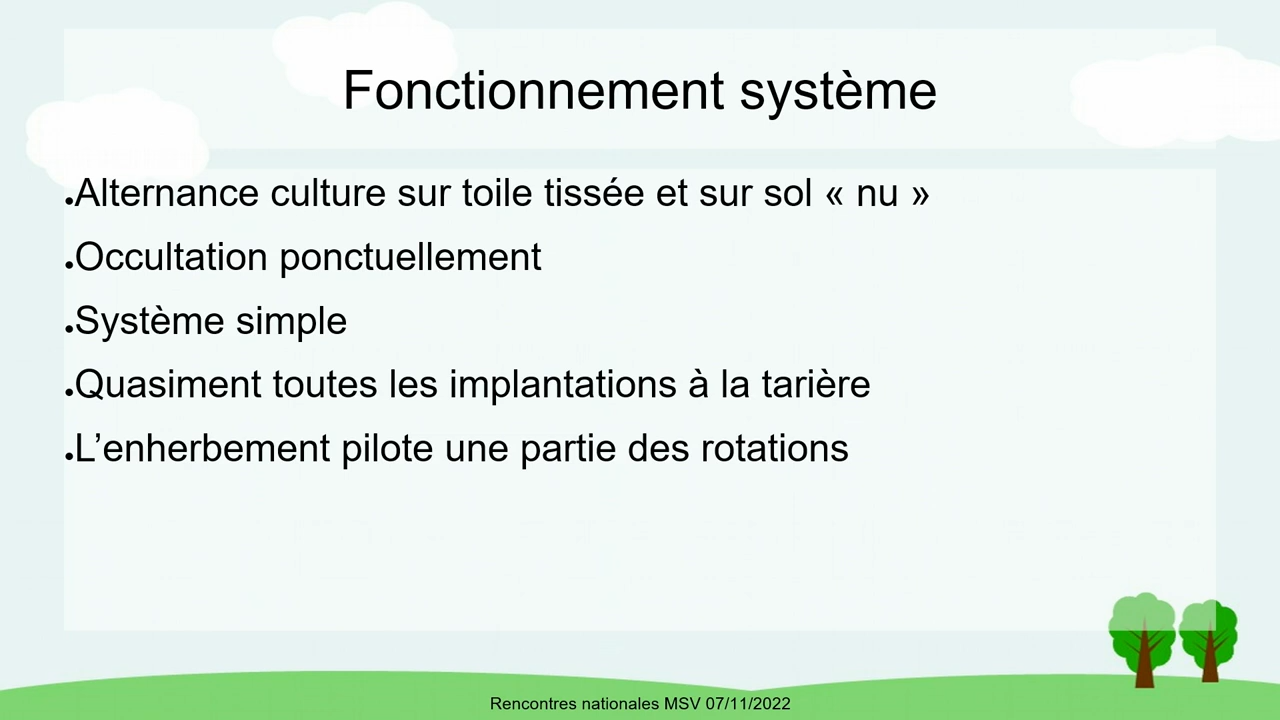 Fonctionnement système
•Alternance culture sur toile tissée et sur sol « nu »
•Occultation ponctuellement
•Système simple
•Quasiment toutes les implantations à la tarière
•L’enherbement pilote une partie des rotations
Rencontres nationales MSV 07/11/2022